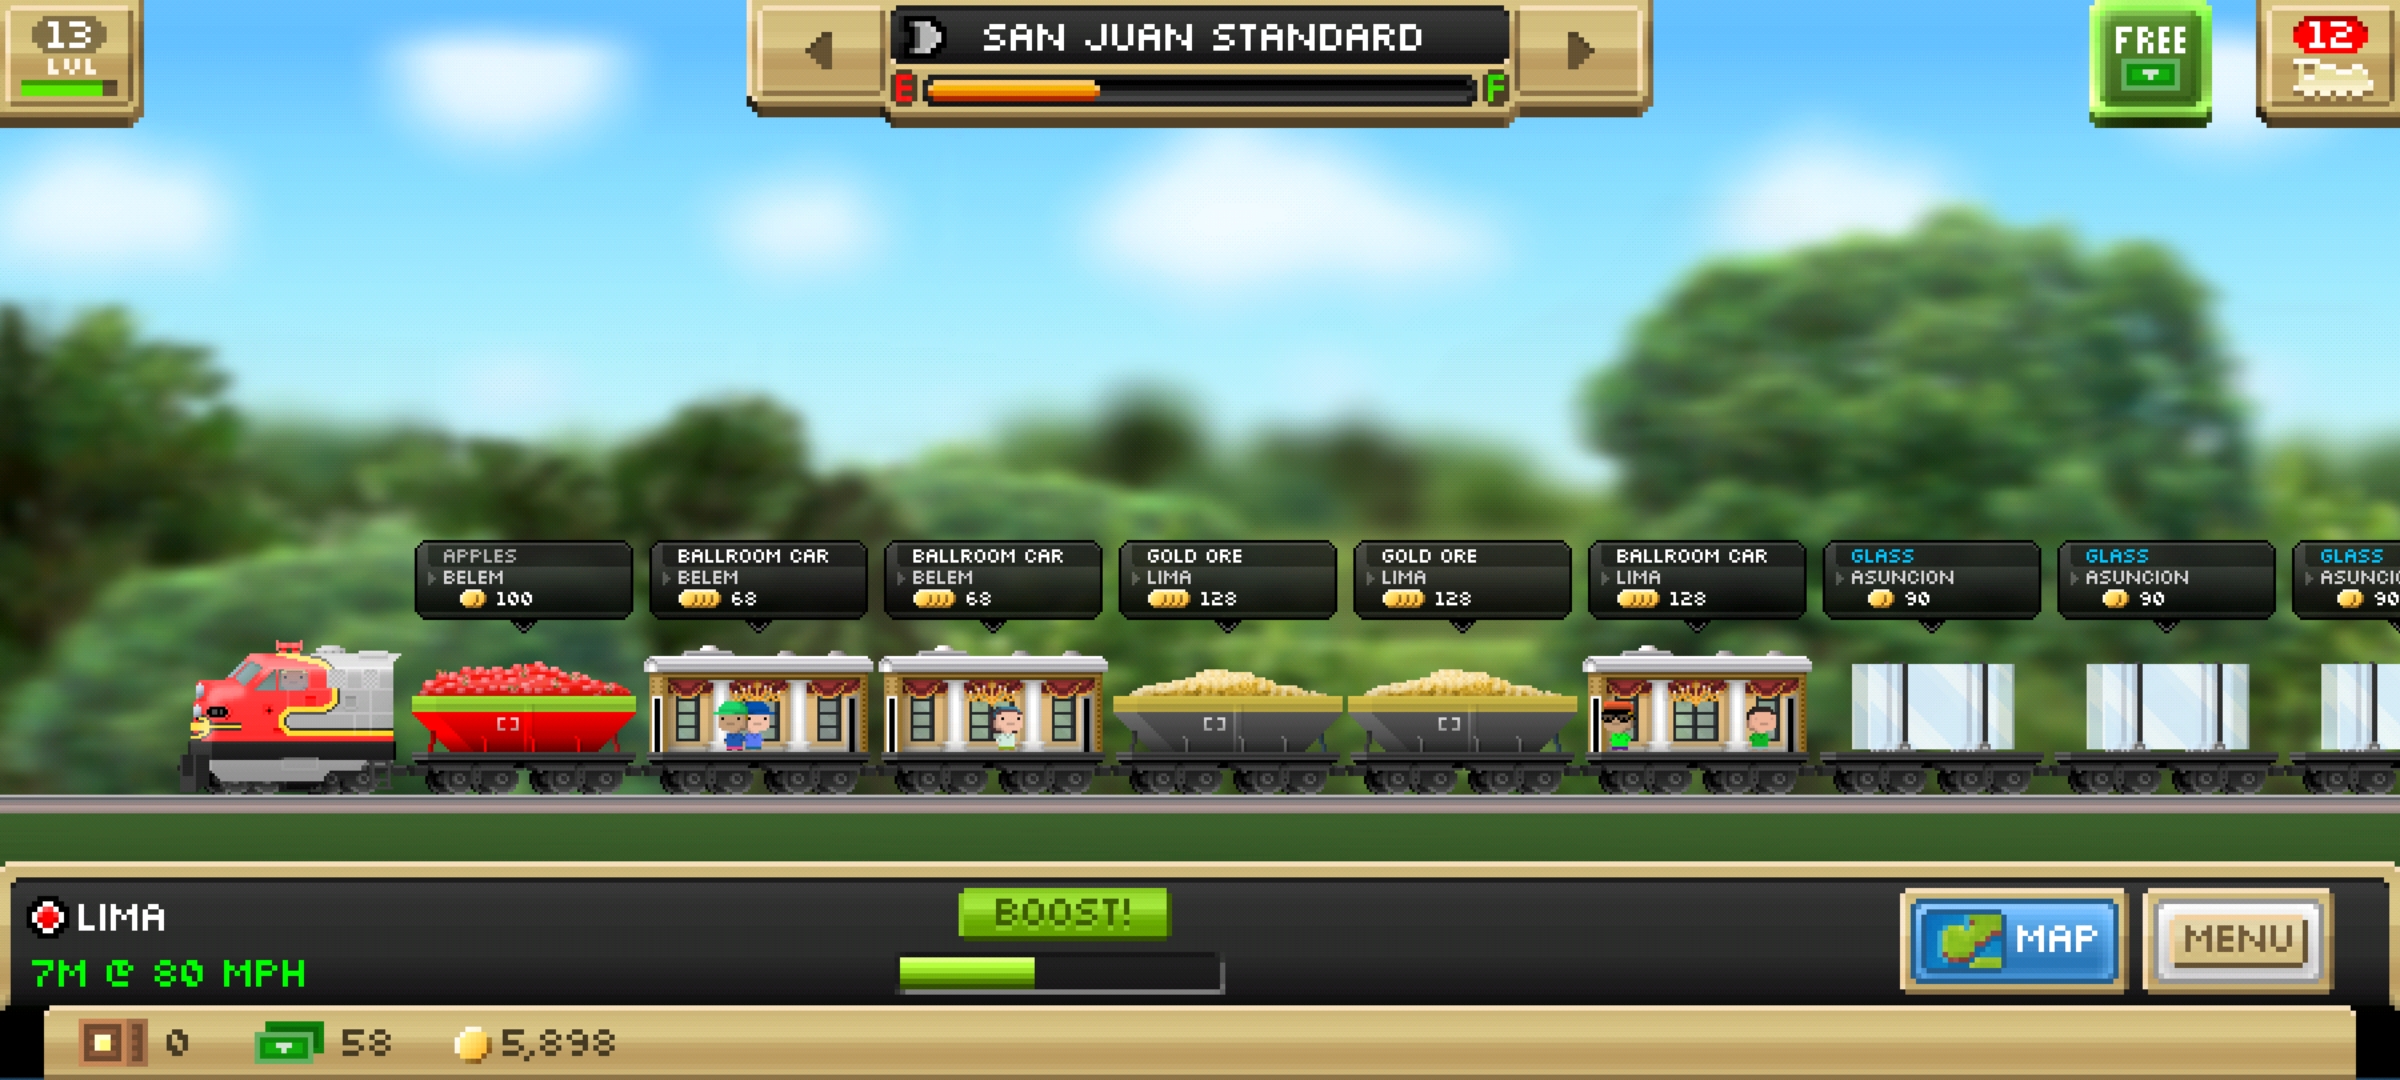 13
LVL
SAN JUAN STANDARD
E F
FREE
12
APPLES
BELEM
100
BALLROOM CAR
BELEM
68
BALLROOM CAR
BELEM
68
GOLD ORE
LIMA
128
GOLD ORE
LIMA
128
BALLROOM CAR
LIMA
128
GLASS
ASUNCION
90
GLASS
ASUNCION
90
GLASS
ASUNCIO
90
LIMA
7M @ 80 MPH
BOOST!
MAP
MENU
0
58
5,898